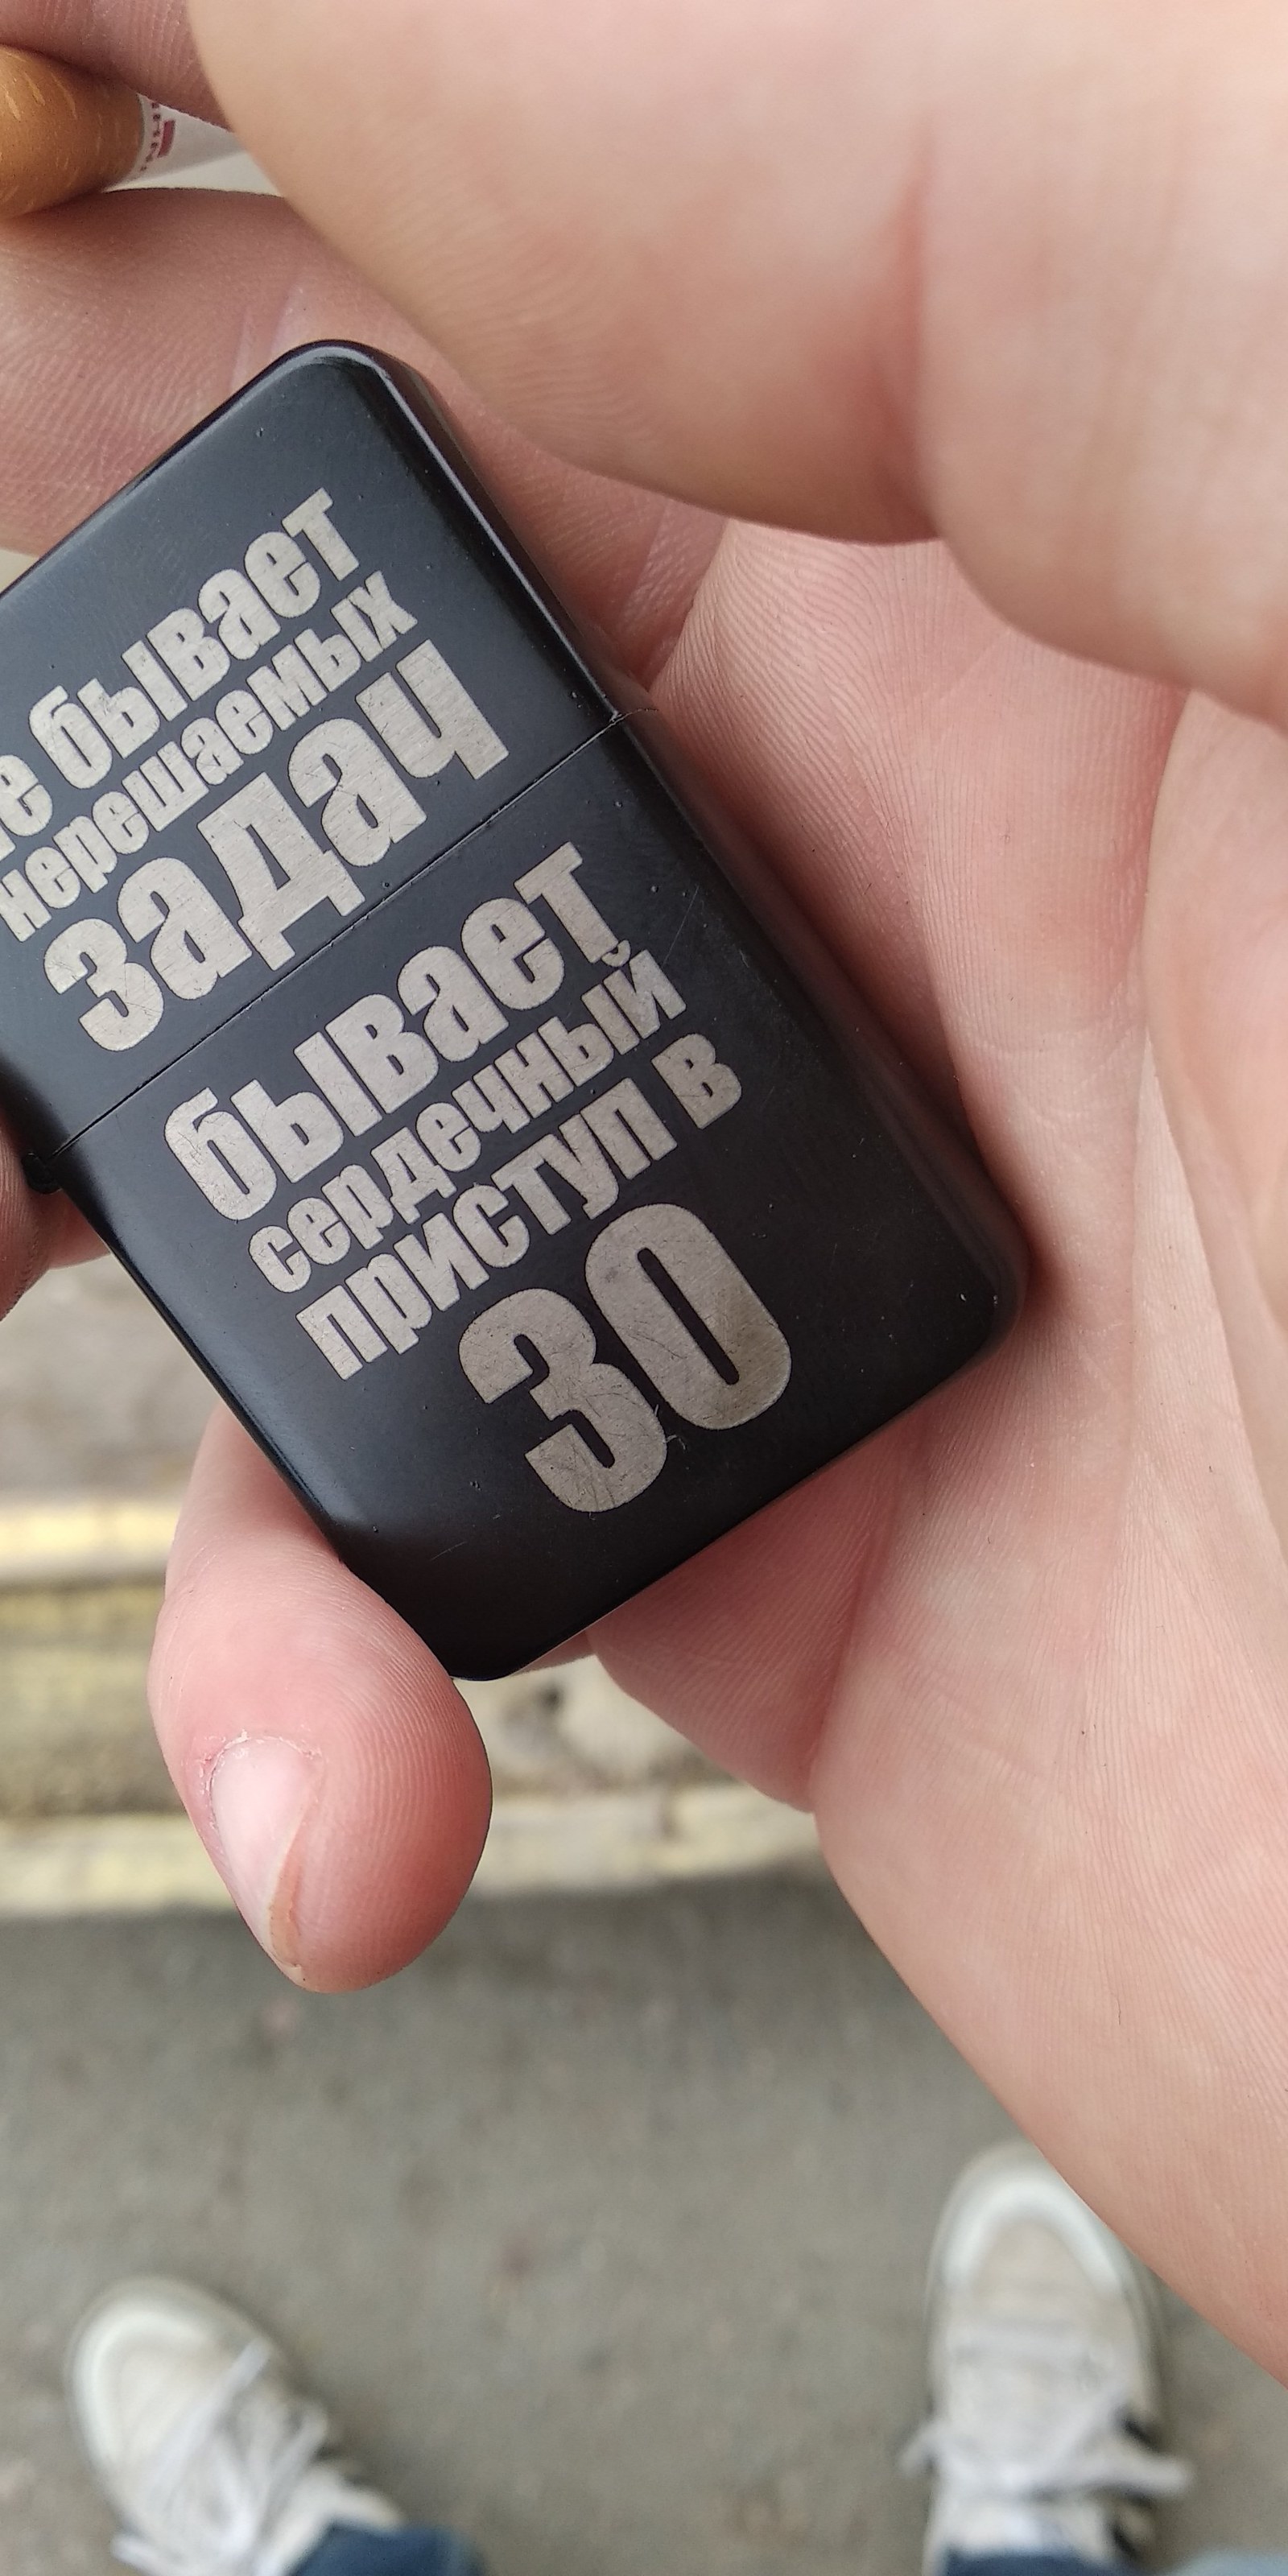 бывает
нерешаемых
задач
бывает
сердечный
приступ в
30